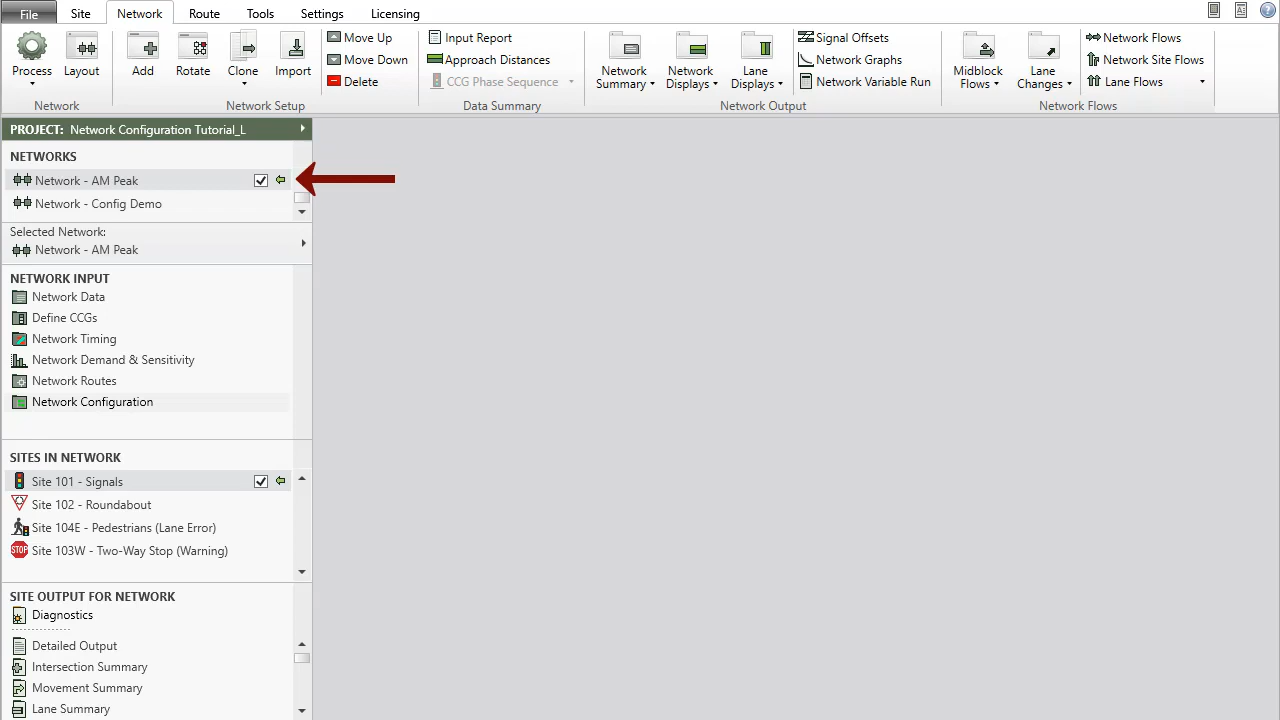 File Site Network Route Tools Settings Licensing
Process Layout
Network
Add Rotate Clone Import
Move Up
Move Down
Delete
Network Setup
Input Report
Approach Distances
CCG Phase Sequence
Data Summary
Network Summary
Network Displays
Lane Displays
Signal Offsets
Network Graphs
Network Variable Run
Network Output
Midblock Flows
Lane Changes
Network Flows
Network Site Flows
Lane Flows
Network Flows
PROJECT: Network Configuration Tutorial_L
NETWORKS
Network - AM Peak
Network - Config Demo
Selected Network:
Network - AM Peak
NETWORK INPUT
Network Data
Define CCGs
Network Timing
Network Demand & Sensitivity
Network Routes
Network Configuration
SITES IN NETWORK
Site 101 - Signals
Site 102 - Roundabout
Site 104E - Pedestrians (Lane Error)
STOP Site 103W - Two-Way Stop (Warning)
SITE OUTPUT FOR NETWORK
Diagnostics
Detailed Output
Intersection Summary
Movement Summary
Lane Summary